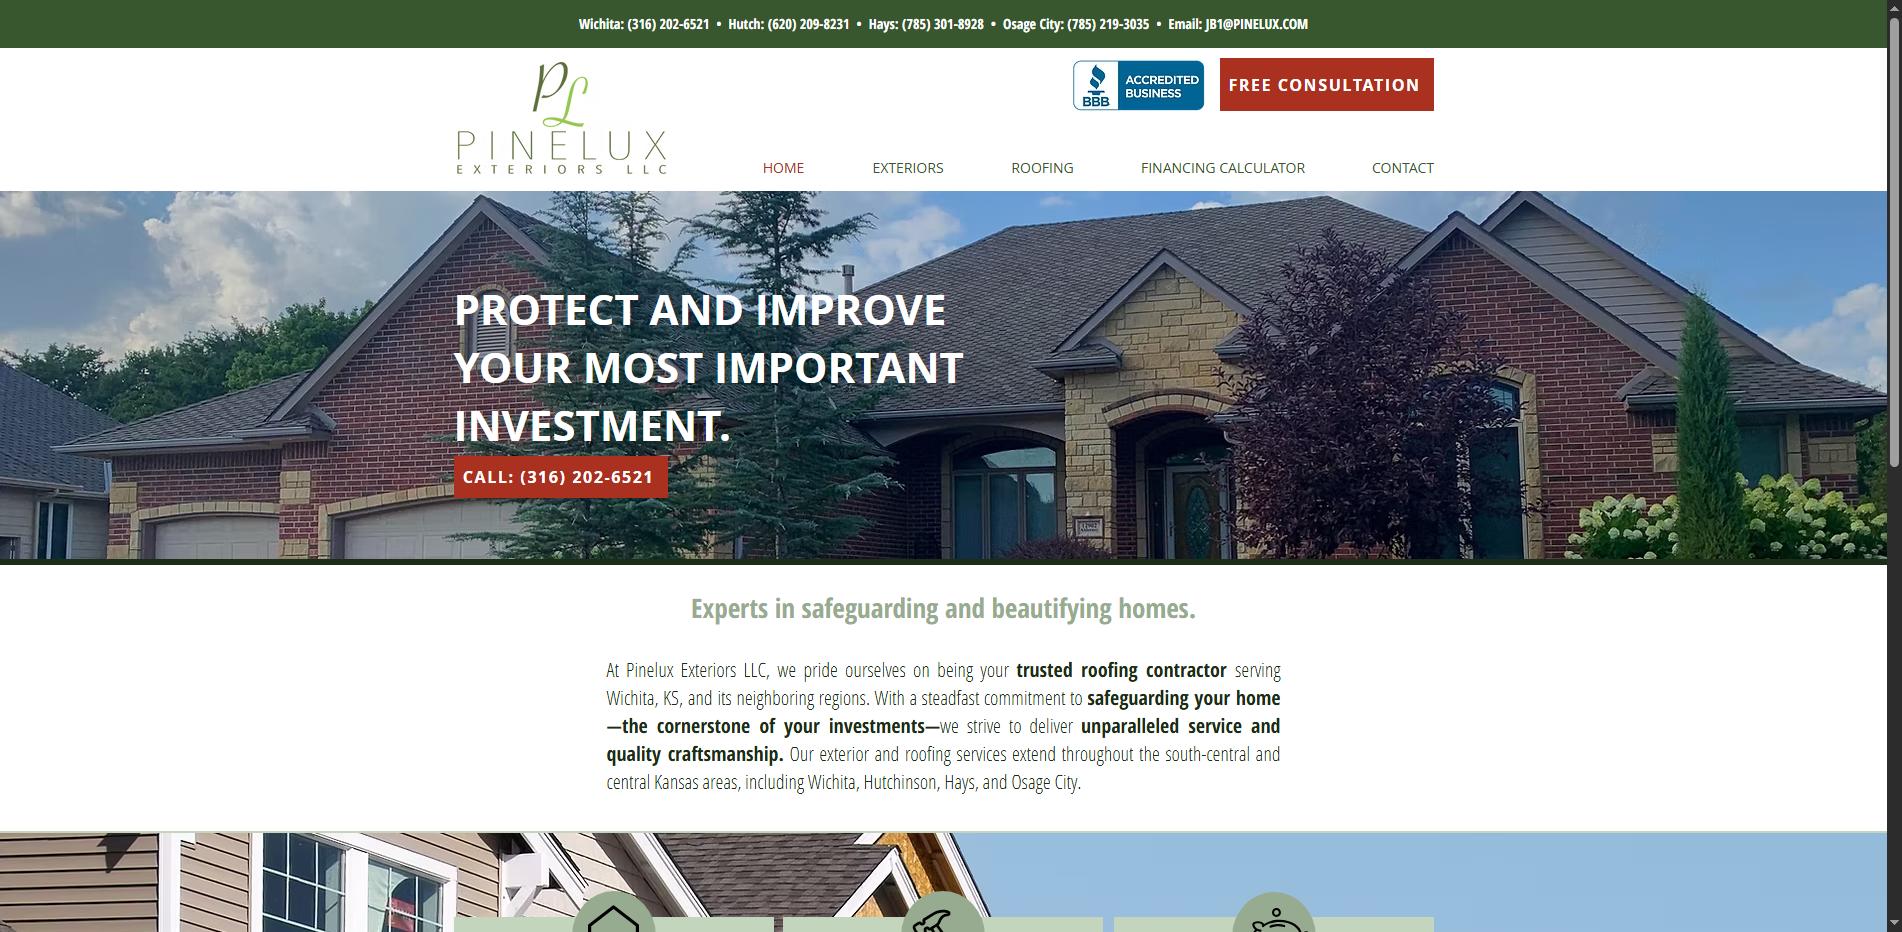 Wichita: (316) 202-6521 • Hutch: (620) 209-8231 • Hays: (785) 301-8928 • Osage City: (785) 219-3035 • Email: JB1@PINELUX.COM
PL
PINELUX
EXTERIORS LLC
BBB
ACCREDITED
BUSINESS
FREE CONSULTATION
HOME
EXTERIORS
ROOFING
FINANCING CALCULATOR
CONTACT
PROTECT AND IMPROVE
YOUR MOST IMPORTANT
INVESTMENT.
CALL: (316) 202-6521
Experts in safeguarding and beautifying homes.
At Pinelux Exteriors LLC, we pride ourselves on being your trusted roofing contractor serving
Wichita, KS, and its neighboring regions. With a steadfast commitment to safeguarding your home
—the cornerstone of your investments—we strive to deliver unparalleled service and
quality craftsmanship. Our exterior and roofing services extend throughout the south-central and
central Kansas areas, including Wichita, Hutchinson, Hays, and Osage City.